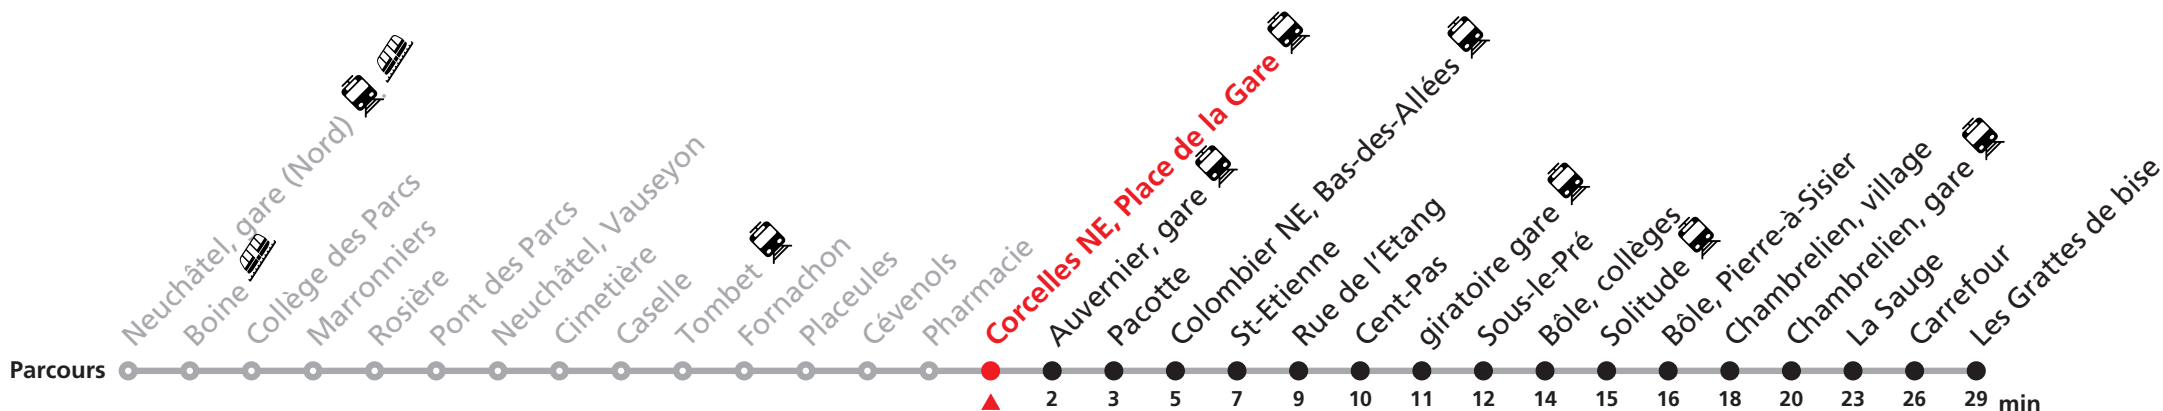 Neuchâtel, gare (Nord)
Boine
Collège des Parcs
Marronniers
Rosière
Pont des Parcs
Neuchâtel, Vauseyon
Cimetière
Caselle
Tombet
Fornachon
Placeules
Cévenols
Pharmacie
Corcelles NE, Place de la Gare
Auvernier, gare
Pacotte
Colombier NE, Bas-des-Allées
St-Etienne
Rue de l'Etang
Cent-Pas
giratoire gare
Sous-le-Pré
Bôle, collèges
Solitude
Bôle, Pierre-à-Sisier
Chambrelien, village
Chambrelien, gare
La Sauge
Carrefour
Les Grattes de bise
Parcours
2 3 5 7 9 10 11 12 14 15 16 18 20 23 26 29 min